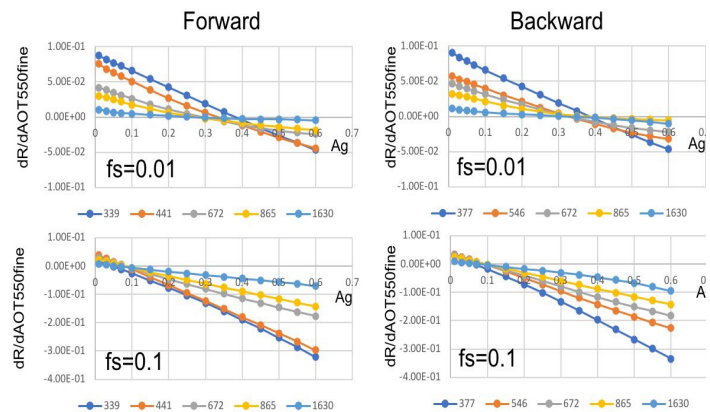 Forward
Backward
dR/dAOT550fine
1.00E-01
5.00E-02
0.00E+00
-5.00E-02
-1.00E-01
0 0.1 0.2 0.3 0.4 0.5 0.6 0.7
Ag
fs=0.01
339 441 672 865 1630
dR/dAOT550fine
1.00E-01
5.00E-02
0.00E+00
-5.00E-02
-1.00E-01
0 0.1 0.2 0.3 0.4 0.5 0.6 0.7
Ag
fs=0.01
377 546 672 865 1630
dR/dAOT550fine
1.00E-01
0.00E+00
-1.00E-01
-2.00E-01
-3.00E-01
-4.00E-01
0 0.1 0.2 0.3 0.4 0.5 0.6 0.7
Ag
fs=0.1
339 441 672 865 1630
dR/dAOT550fine
1.00E-01
0.00E+00
-1.00E-01
-2.00E-01
-3.00E-01
-4.00E-01
0 0.1 0.2 0.3 0.4 0.5 0.6 0.7
A
fs=0.1
377 546 672 865 1630